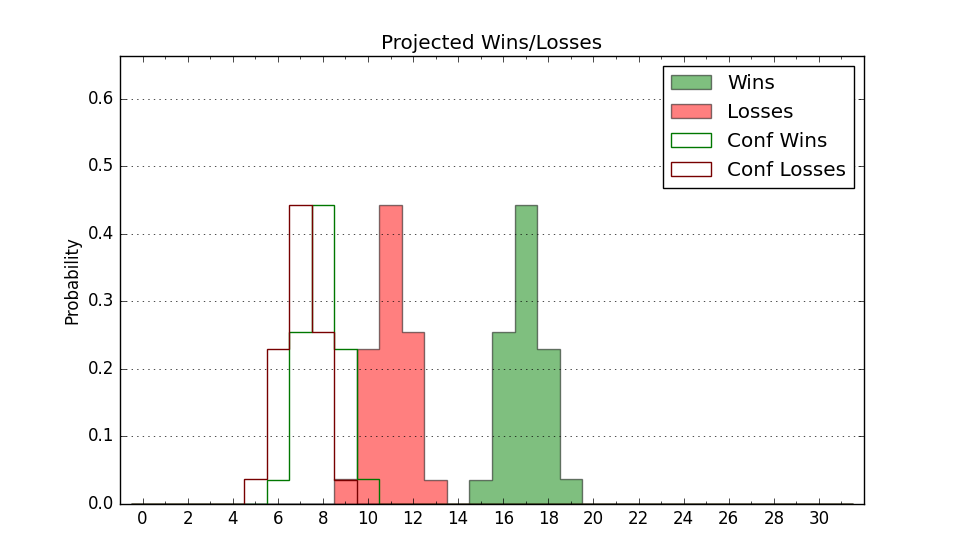 Projected Wins/Losses
Wins
Losses
Conf Wins
Conf Losses
Probability
0.6
0.5
0.4
0.3
0.2
0.1
0.0
0 2 4 6 8 10 12 14 16 18 20 22 24 26 28 30